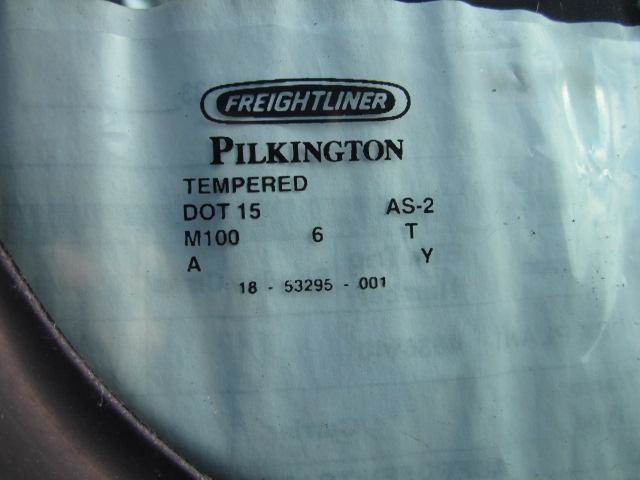 FREIGHTLINER
PILKINGTON
TEMPERED
DOT 15 AS-2
M100 6 T
A Y
18 - 53295 - 001